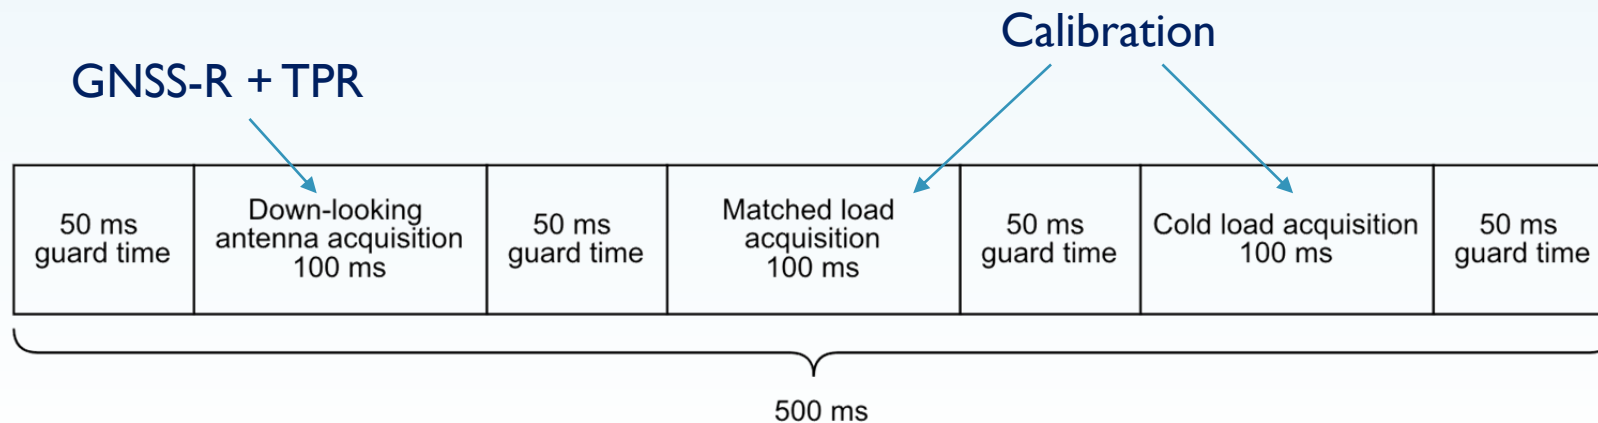 Calibration
GNSS-R + TPR
50 ms
guard time
Down-looking
antenna acquisition
100 ms
50 ms
guard time
Matched load
acquisition
100 ms
50 ms
guard time
Cold load acquisition
100 ms
50 ms
guard time
500 ms